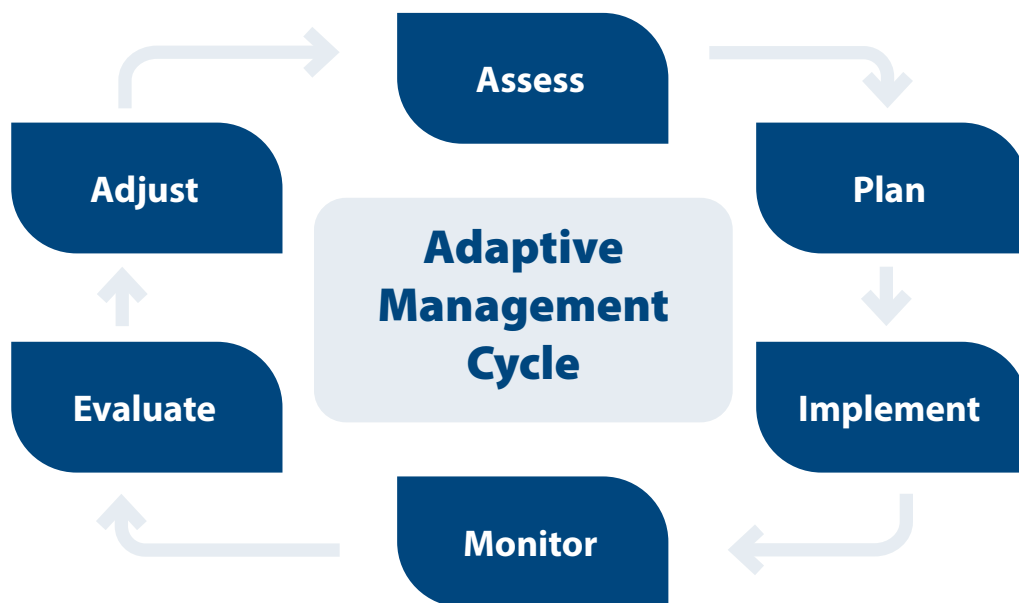 Assess
Adjust
Plan
Adaptive
Management
Cycle
Evaluate
Implement
Monitor